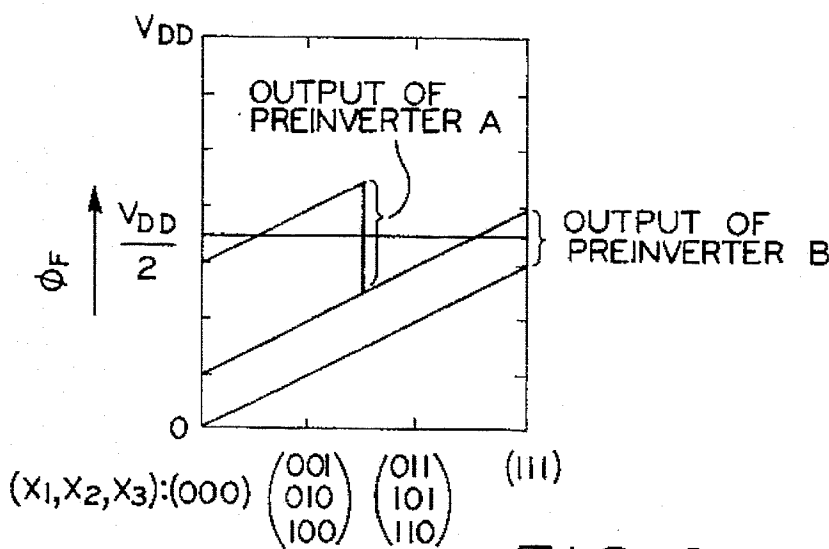 VDD
OUTPUT OF
PREINVERTER A
VDD
2
ϕF
OUTPUT OF
PREINVERTER B
0
(X1,X2,X3):(000)
001
010
100
011
101
110
(111)